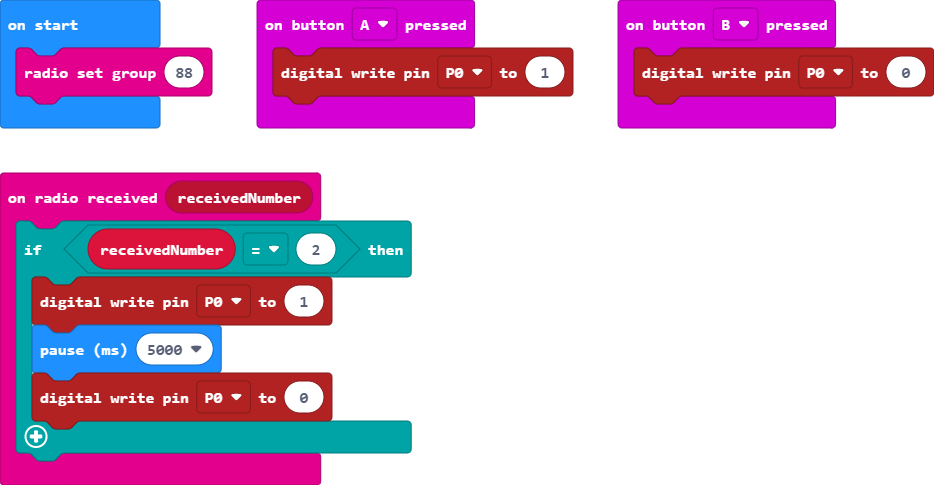 on start
radio set group 88
on button A pressed
digital write pin P0 to 1
on button B pressed
digital write pin P0 to 0
on radio received receivedNumber
if receivedNumber = 2 then
digital write pin P0 to 1
pause (ms) 5000
digital write pin P0 to 0